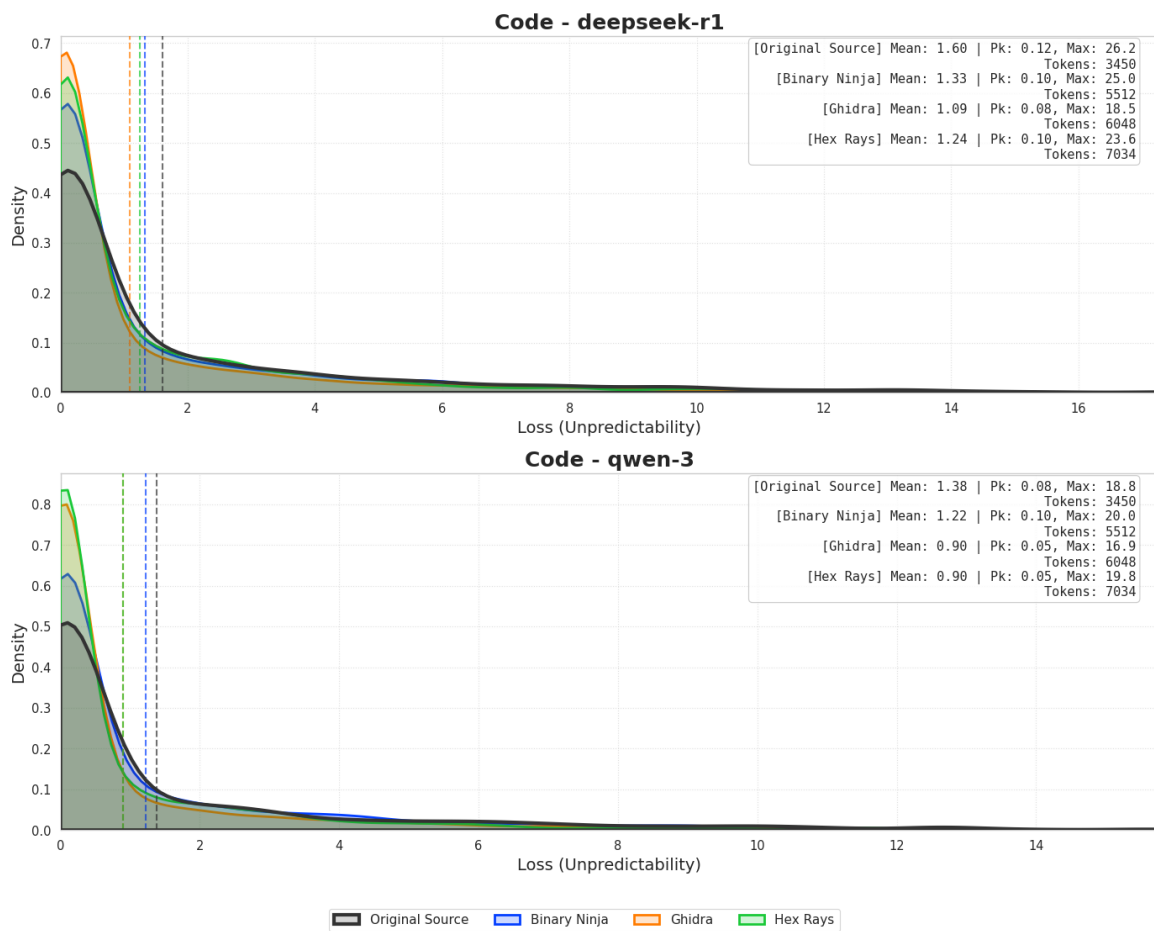 Code - deepseek-r1
[Original Source] Mean: 1.60 | Pk: 0.12, Max: 26.2
Tokens: 3450
[Binary Ninja] Mean: 1.33 | Pk: 0.10, Max: 25.0
Tokens: 5512
[Ghidra] Mean: 1.09 | Pk: 0.08, Max: 18.5
Tokens: 6048
[Hex Rays] Mean: 1.24 | Pk: 0.10, Max: 23.6
Tokens: 7034
Density
0.7
0.6
0.5
0.4
0.3
0.2
0.1
0.0
0 2 4 6 8 10 12 14 16
Loss (Unpredictability)
Code - qwen-3
[Original Source] Mean: 1.38 | Pk: 0.08, Max: 18.8
Tokens: 3450
[Binary Ninja] Mean: 1.22 | Pk: 0.10, Max: 20.0
Tokens: 5512
[Ghidra] Mean: 0.90 | Pk: 0.05, Max: 16.9
Tokens: 6048
[Hex Rays] Mean: 0.90 | Pk: 0.05, Max: 19.8
Tokens: 7034
Density
0.8
0.7
0.6
0.5
0.4
0.3
0.2
0.1
0.0
0 2 4 6 8 10 12 14
Loss (Unpredictability)
Original Source Binary Ninja Ghidra Hex Rays